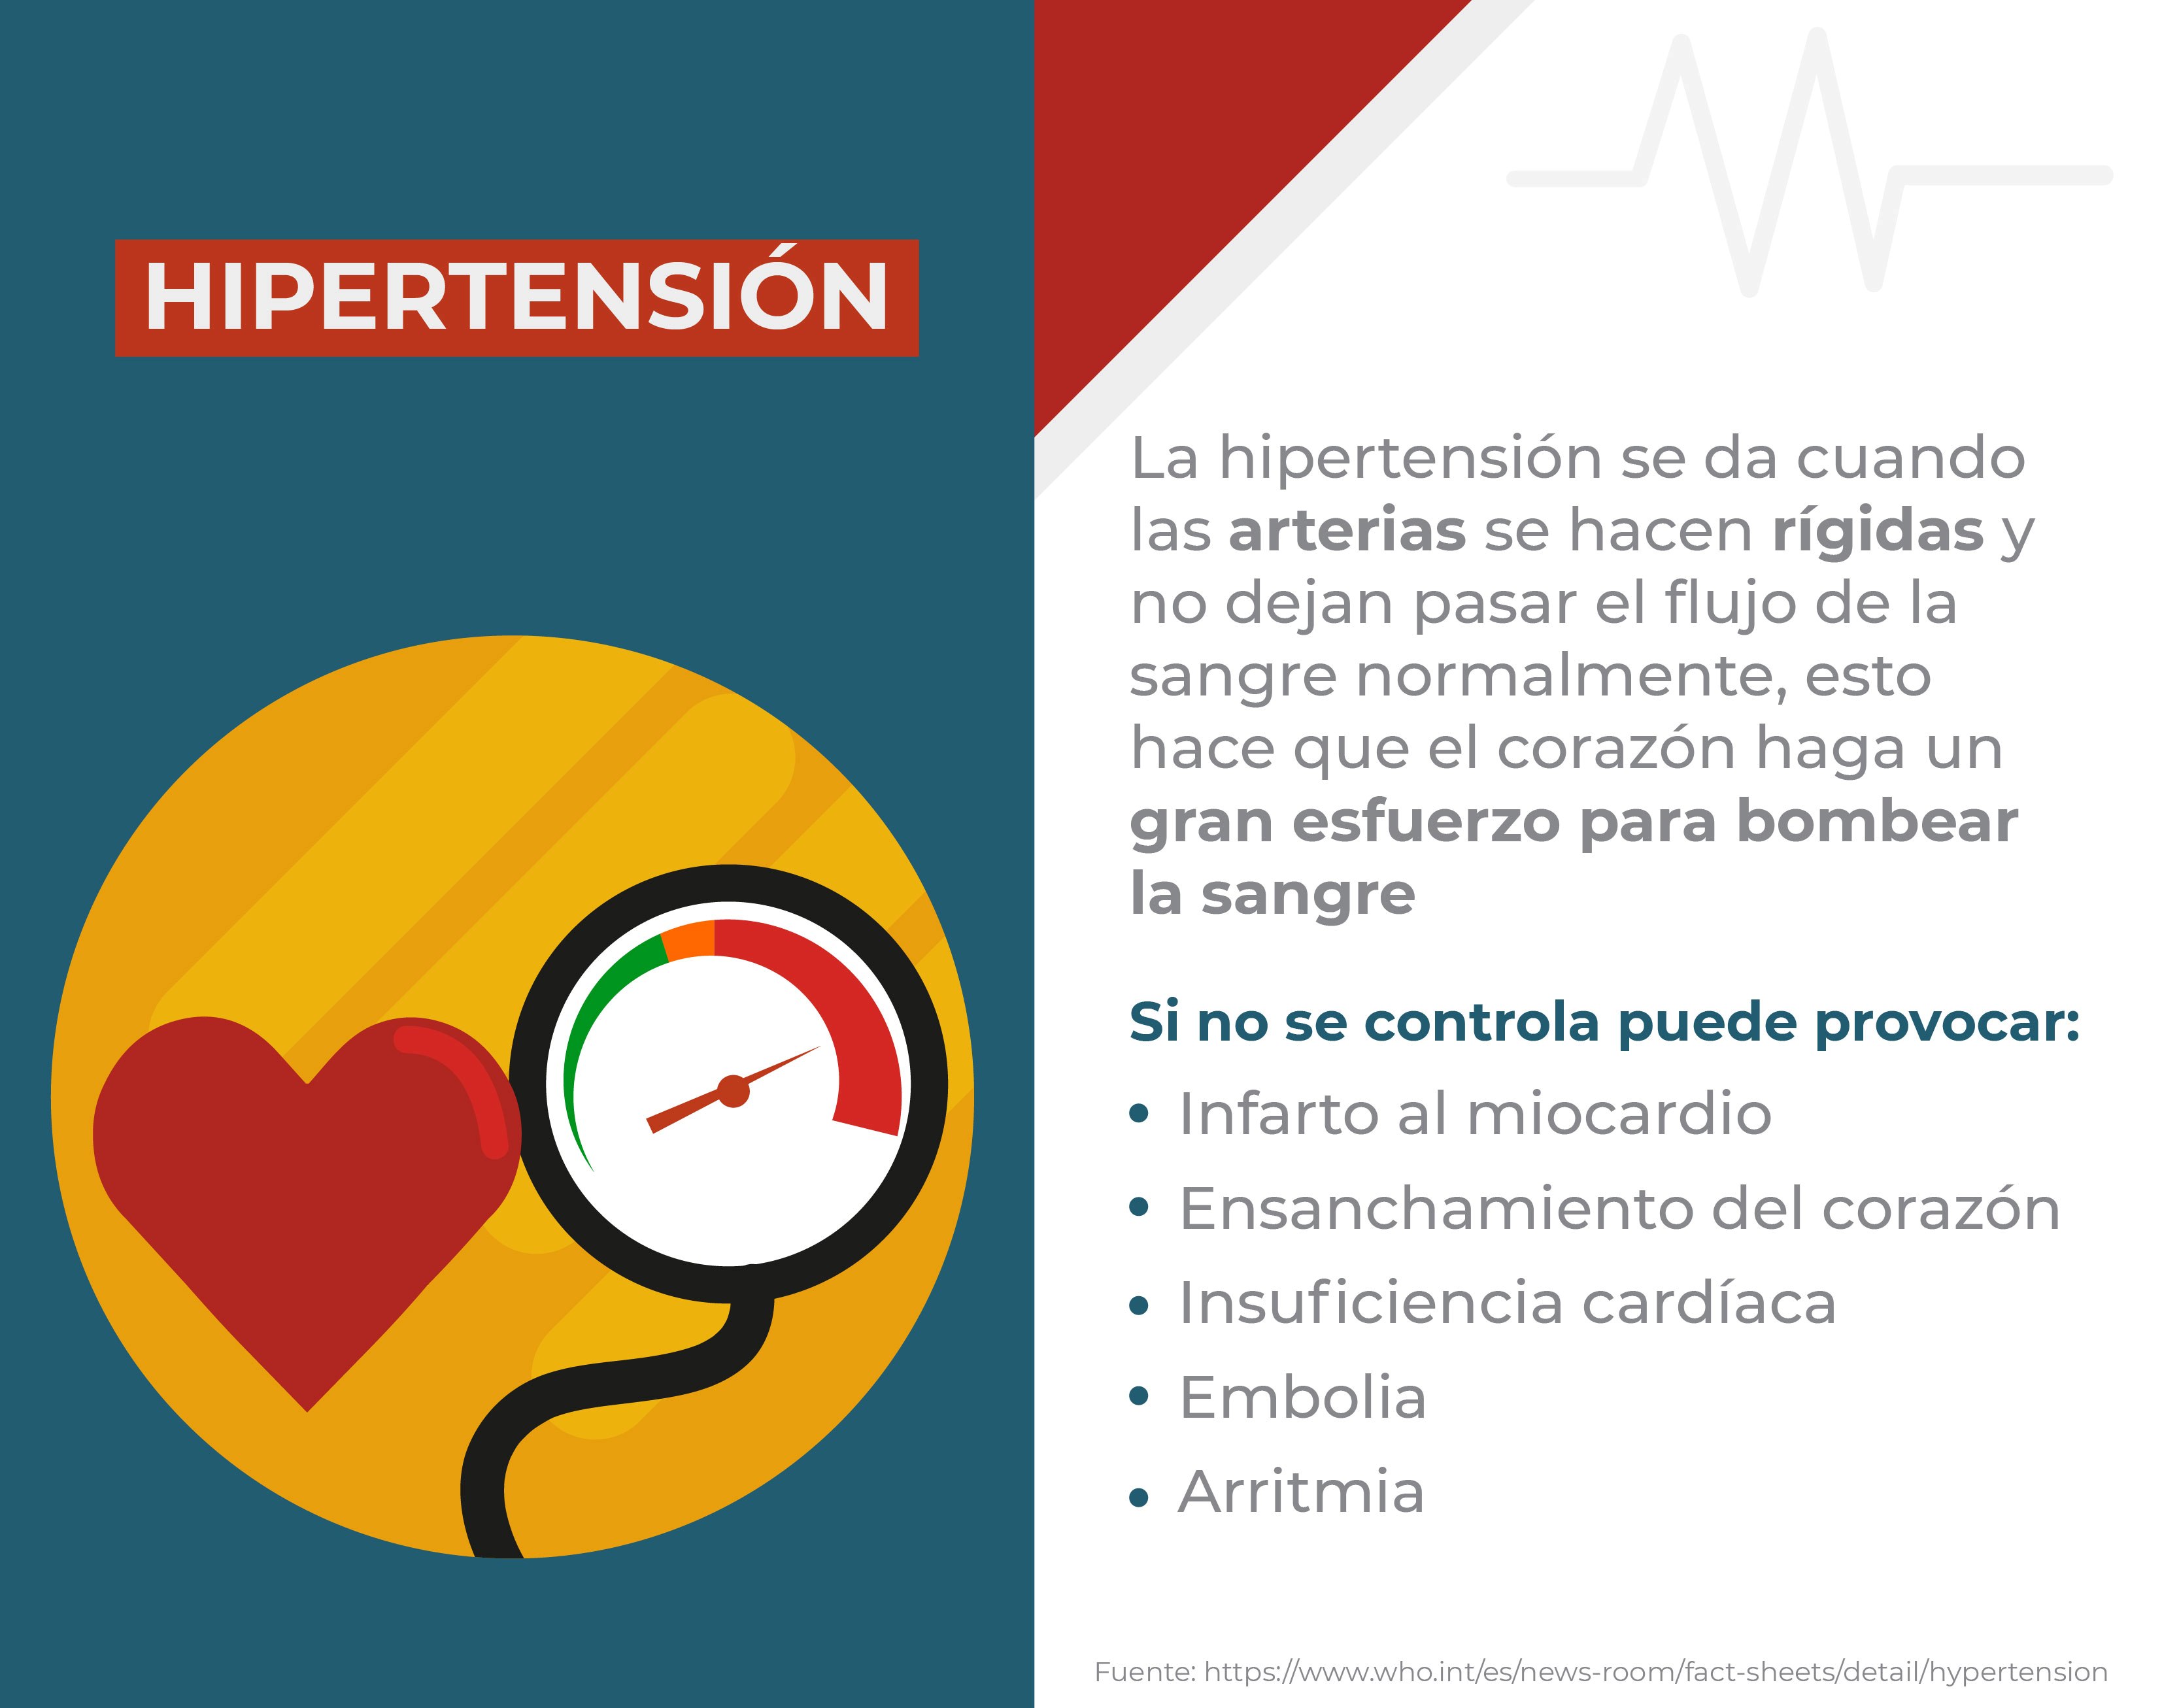 HIPERTENSIÓN
La hipertensión se da cuando
las arterias se hacen rígidas y
no dejan pasar el flujo de la
sangre normalmente, esto
hace que el corazón haga un
gran esfuerzo para bombear
la sangre
Si no se controla puede provocar:
• Infarto al miocardio
• Ensanchamiento del corazón
• Insuficiencia cardíaca
• Embolia
• Arritmia
Fuente: https://www.who.int/es/news-room/fact-sheets/detail/hypertension